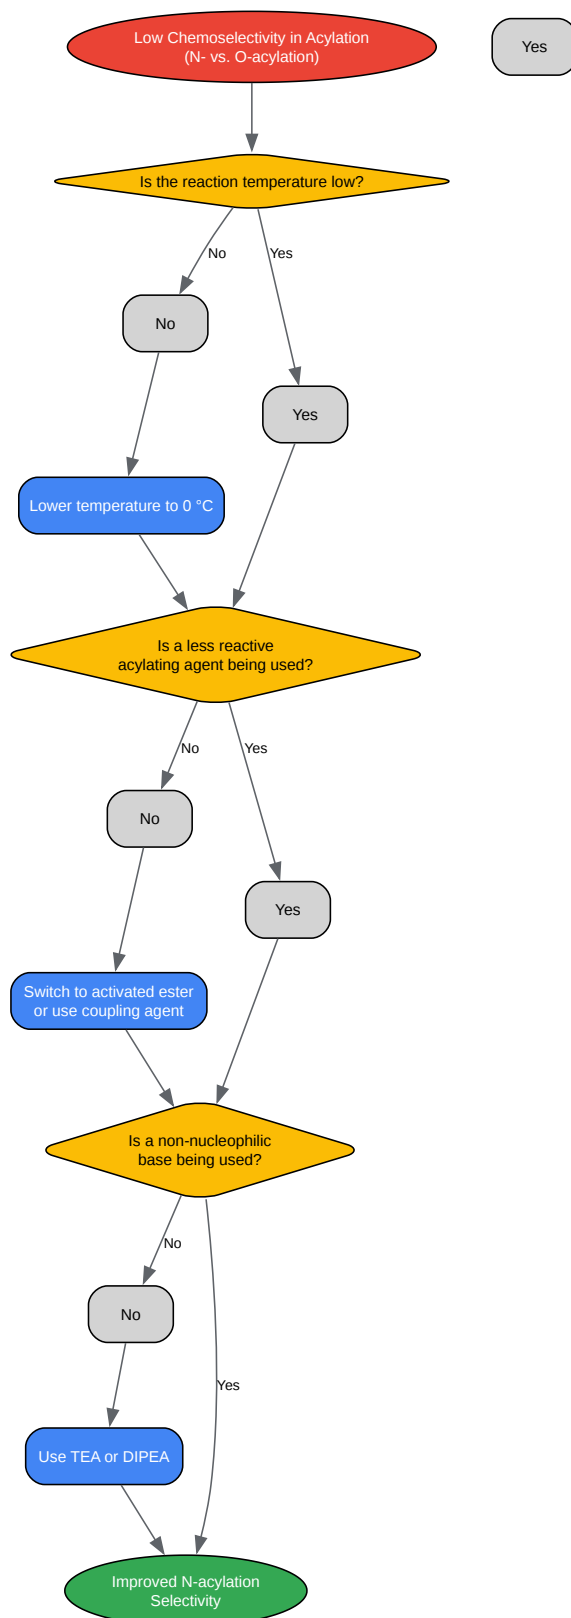 Low Chemoselectivity in Acylation
(N- vs. O-acylation)
Yes
Is the reaction temperature low?
No
Yes
No
Yes
Lower temperature to 0 °C
Is a less reactive
acylating agent being used?
No
Yes
No
Yes
Switch to activated ester
or use coupling agent
Is a non-nucleophilic
base being used?
No
No
Yes
Use TEA or DIPEA
Improved N-acylation
Selectivity